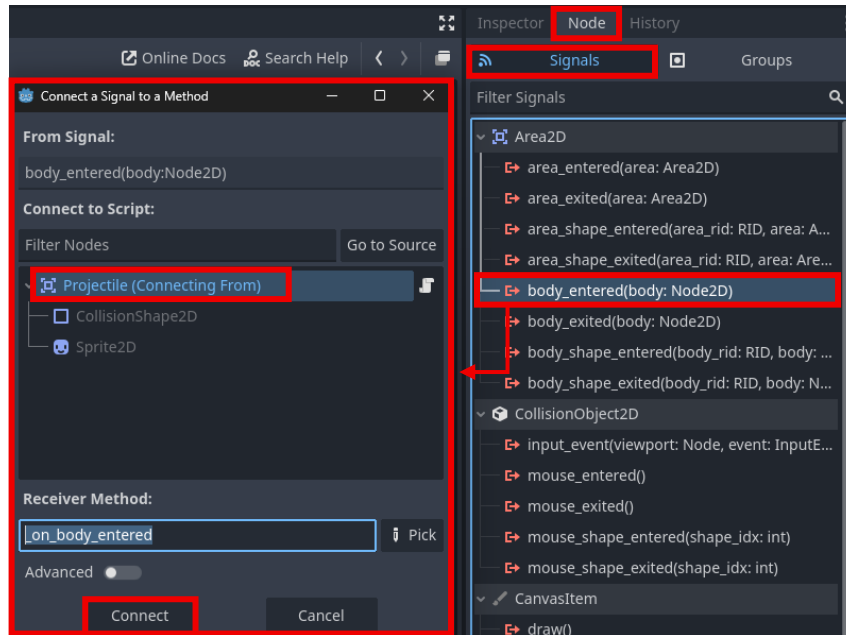 Inspector Node History
Online Docs Search Help
Signals Groups
Connect a Signal to a Method
Filter Signals
From Signal:
body_entered(body:Node2D)
Connect to Script:
Filter Nodes Go to Source
Projectile (Connecting From)
CollisionShape2D
Sprite2D
Receiver Method:
_on_body_entered Pick
Advanced
Connect Cancel
Area2D
area_entered(area: Area2D)
area_exited(area: Area2D)
area_shape_entered(area_rid: RID, area: A...
area_shape_exited(area_rid: RID, area: Are...
body_entered(body: Node2D)
body_exited(body: Node2D)
body_shape_entered(body_rid: RID, body: ...
body_shape_exited(body_rid: RID, body: N...
CollisionObject2D
input_event(viewport: Node, event: InputE...
mouse_entered()
mouse_exited()
mouse_shape_entered(shape_idx: int)
mouse_shape_exited(shape_idx: int)
CanvasItem
draw()